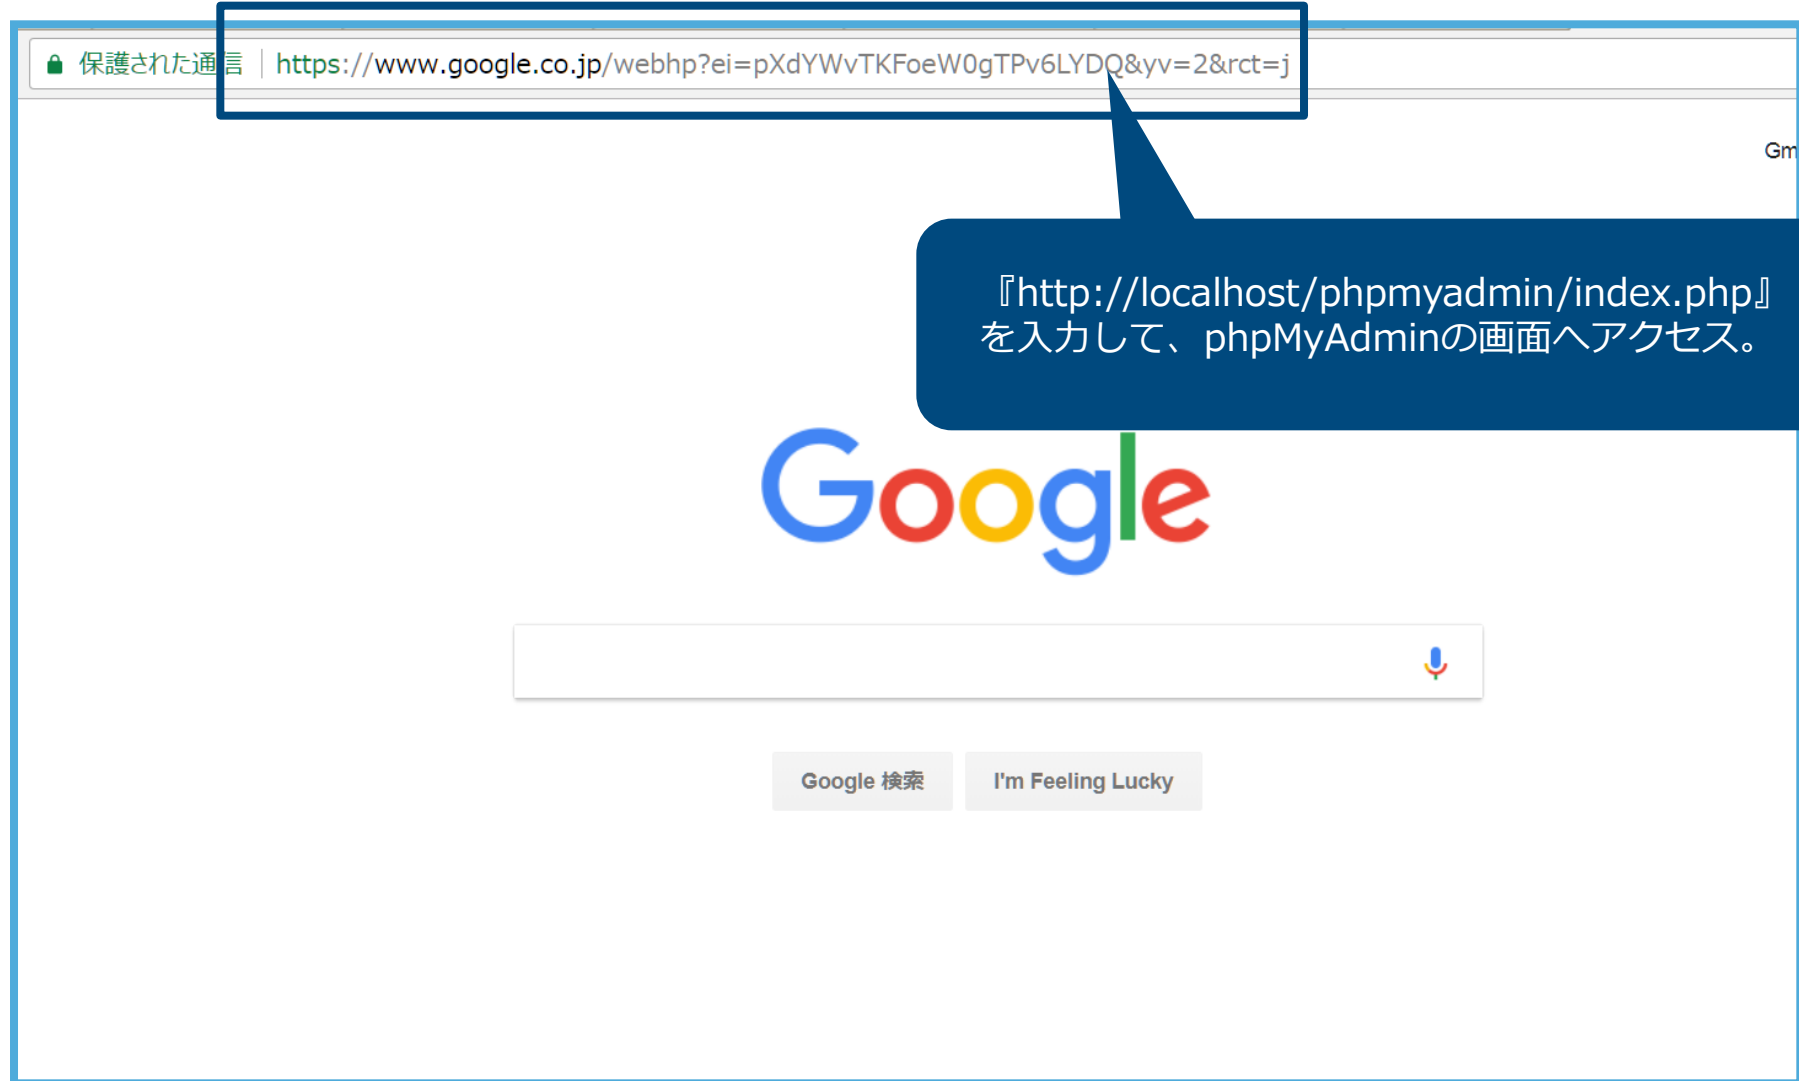 保護された通信 https://www.google.co.jp/webhp?ei=pXdYWvTKFoeW0gTPv6LYDQ&yv=2&rct=j
Gm
『http://localhost/phpmyadmin/index.php』
を入力して、phpMyAdminの画面へアクセス。
Google
Google 検索 I'm Feeling Lucky